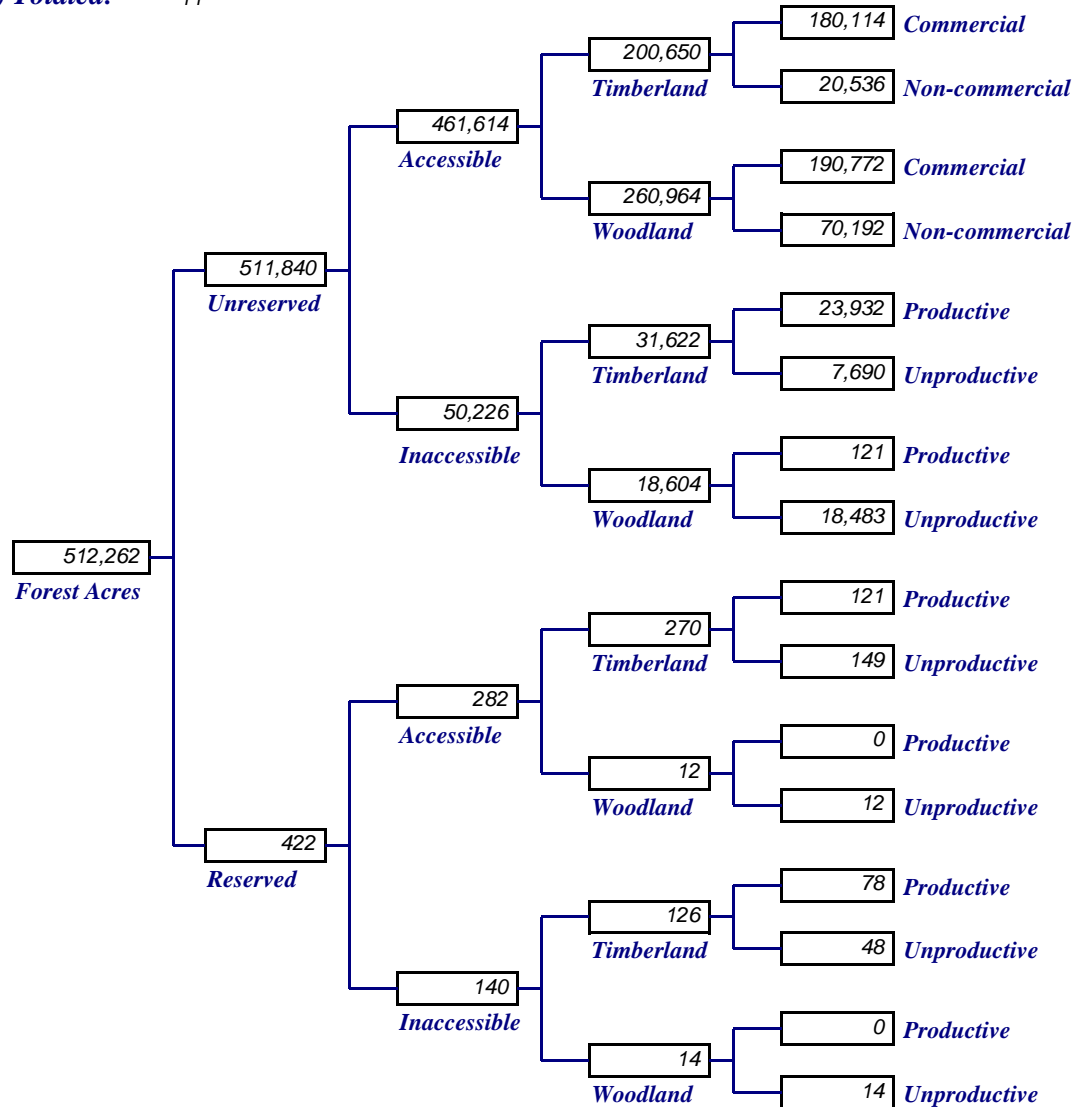 180,114 Commercial
200,650
Timberland
20,536 Non-commercial
461,614
Accessible
190,772 Commercial
260,964
Woodland
70,192 Non-commercial
511,840
Unreserved
23,932 Productive
31,622
Timberland
7,690 Unproductive
50,226
Inaccessible
121 Productive
18,604
Woodland
18,483 Unproductive
512,262
Forest Acres
121 Productive
270
Timberland
149 Unproductive
282
Accessible
0 Productive
12
Woodland
12 Unproductive
422
Reserved
78 Productive
126
Timberland
48 Unproductive
140
Inaccessible
0 Productive
14
Woodland
14 Unproductive